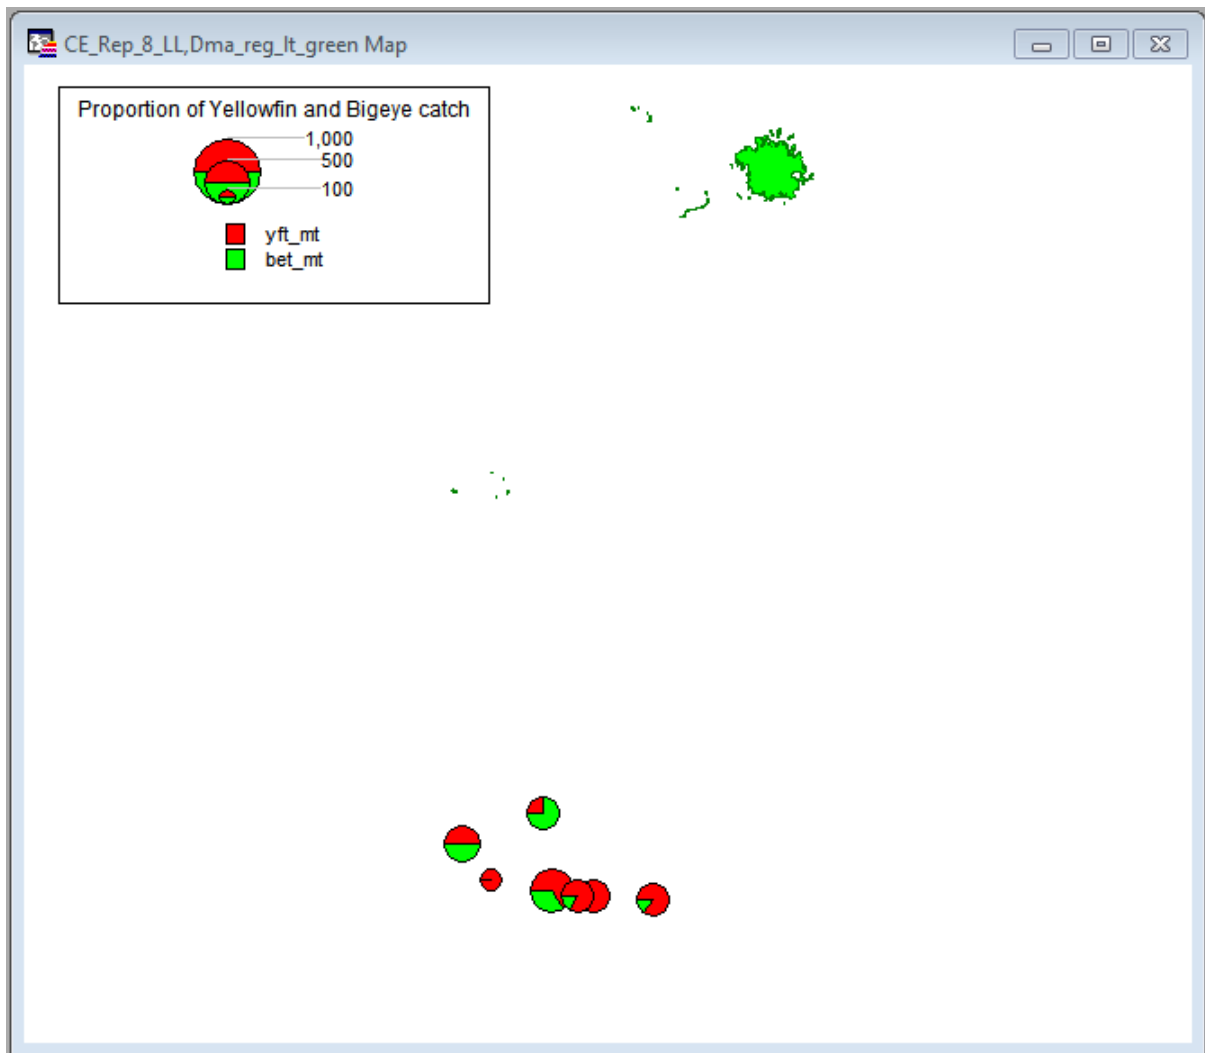 CE_Rep_8_LL,Dma_reg_lt_green Map
Proportion of Yellowfin and Bigeye catch
1,000
500
100
yft_mt
bet_mt